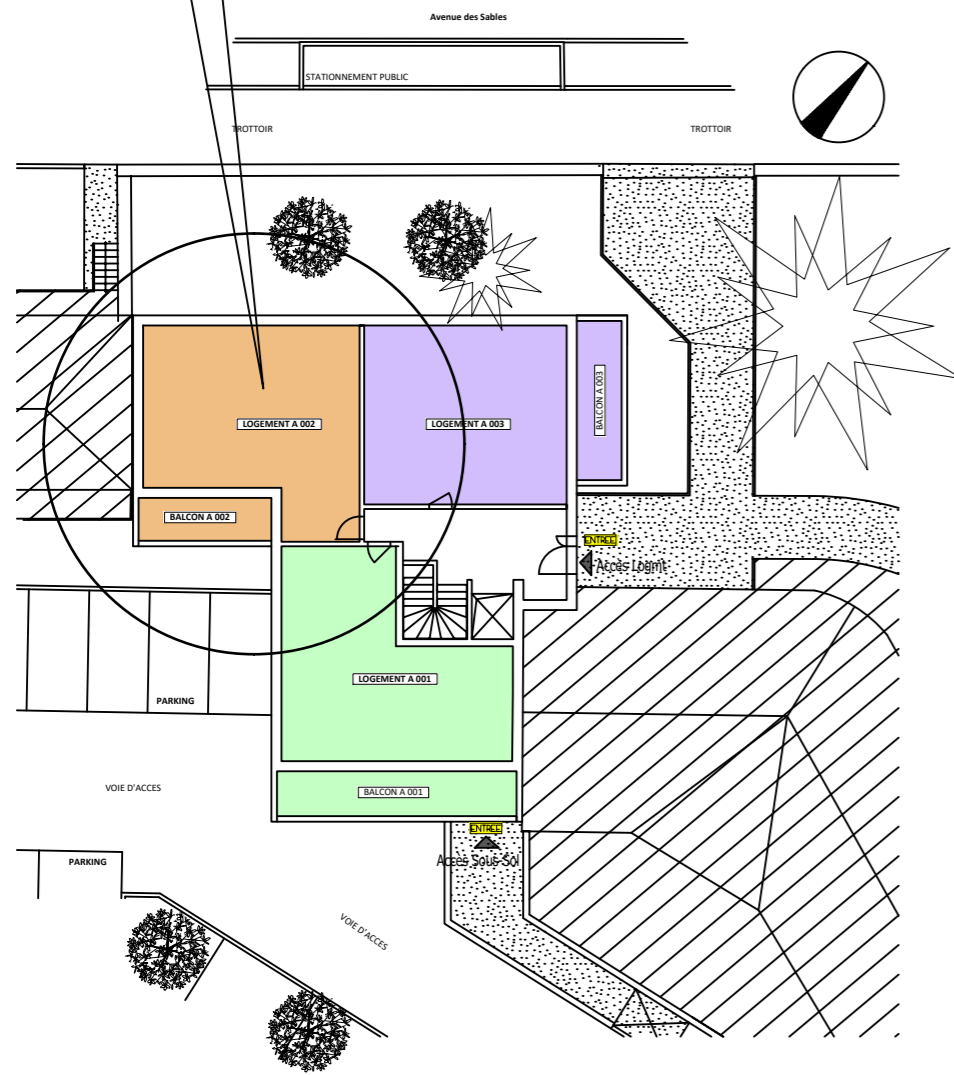 Avenue des Sables
STATIONNEMENT PUBLIC
TROTTOIR
TROTTOIR
BALCON A 003
LOGEMENT A 002
LOGEMENT A 003
BALCON A 002
ENTREE
Accès Logmt
LOGEMENT A 001
PARKING
VOIE D'ACCES
BALCON A 001
ENTREE
Accès Sous-Sol
PARKING
VOIE D'ACCES